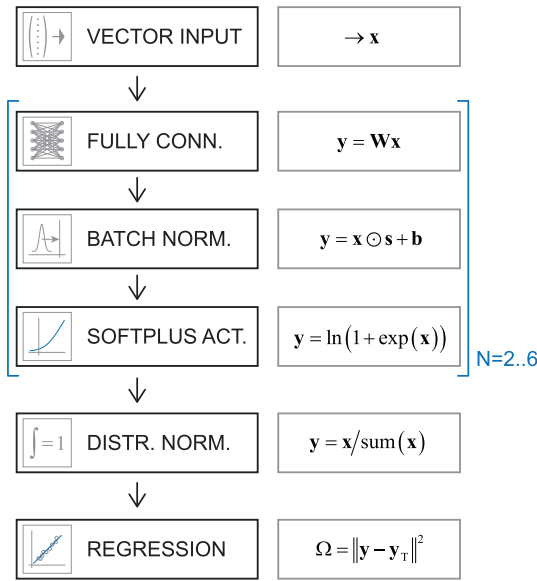 VECTOR INPUT
→ x
FULLY CONN.
y = Wx
BATCH NORM.
y = x ⊙ s + b
SOFTPLUS ACT.
y = ln(1 + exp(x))
N=2..6
∫ = 1
DISTR. NORM.
y = x/sum(x)
REGRESSION
Ω = ‖y − y_T‖²